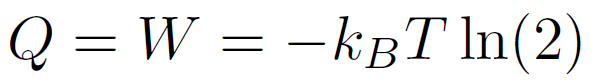 Q = W = −k_B T ln(2)